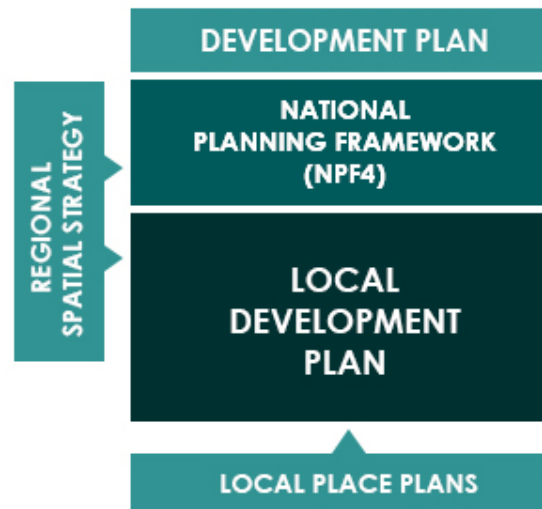 DEVELOPMENT PLAN
REGIONAL
SPATIAL STRATEGY
NATIONAL
PLANNING FRAMEWORK
(NPF4)
LOCAL
DEVELOPMENT
PLAN
LOCAL PLACE PLANS